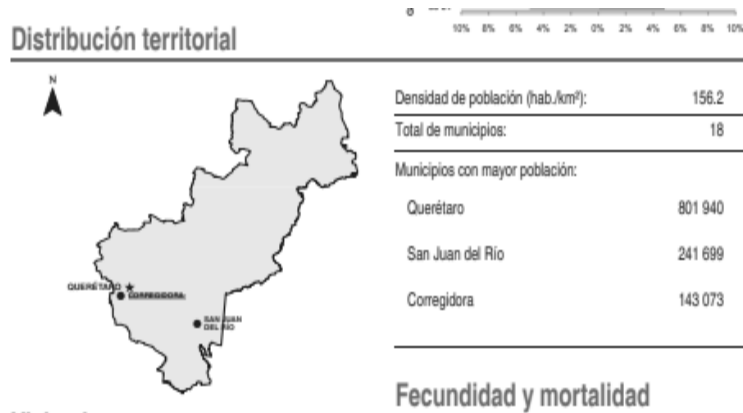 10% 8% 6% 4% 2% 0% 2% 4% 6% 8% 10%
Distribución territorial
N
QUERÉTARO
CORREGIDORA
SAN JUAN
DEL RÍO
Densidad de población (hab./km²): 156.2
Total de municipios: 18
Municipios con mayor población:
Querétaro 801 940
San Juan del Río 241 699
Corregidora 143 073
Fecundidad y mortalidad